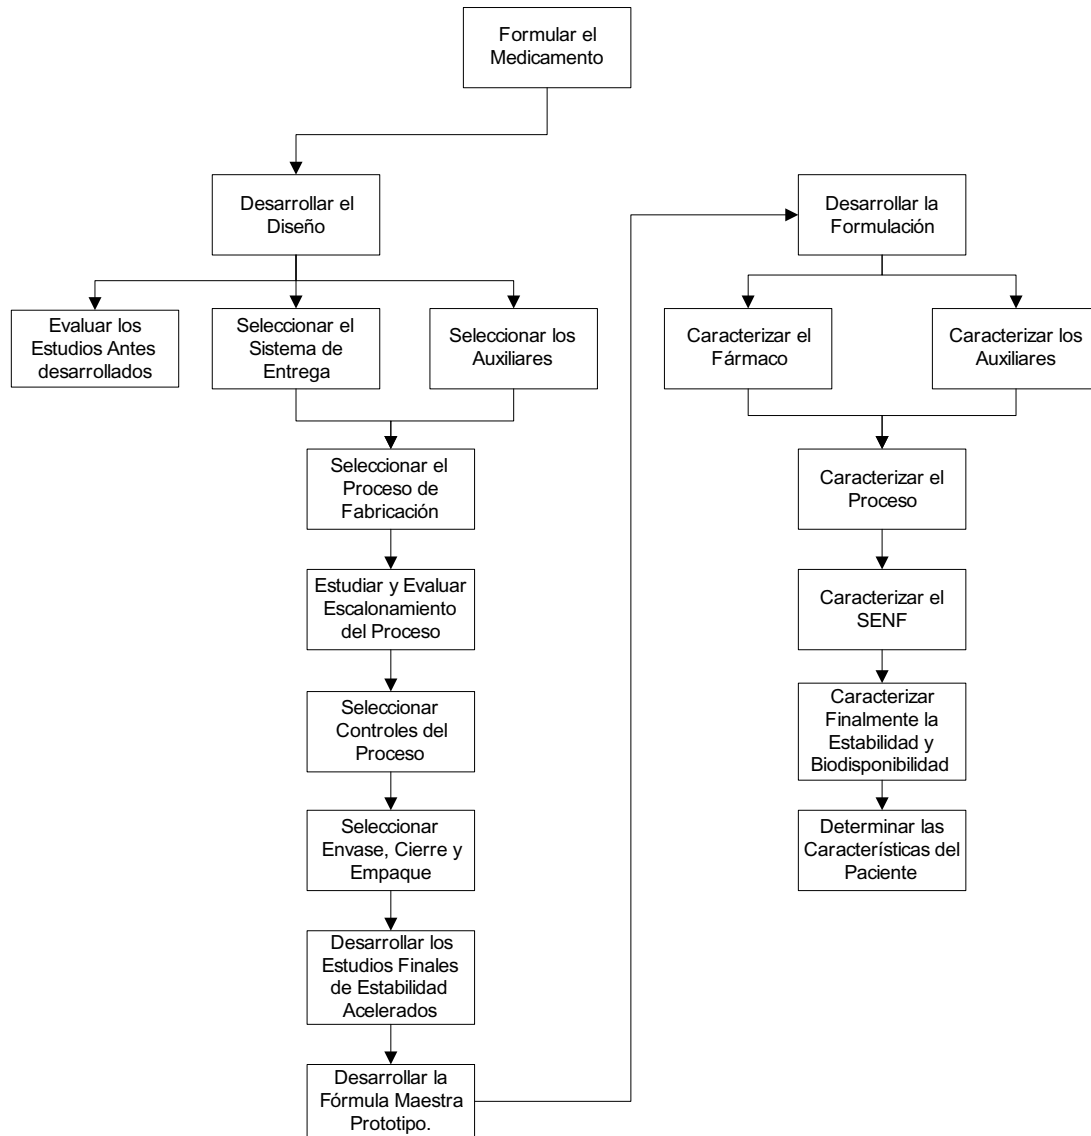 Formular el
Medicamento
Desarrollar el
Diseño
Evaluar los
Estudios Antes
desarrollados
Seleccionar el
Sistema de
Entrega
Seleccionar los
Auxiliares
Seleccionar el
Proceso de
Fabricación
Estudiar y Evaluar
Escalonamiento
del Proceso
Seleccionar
Controles del
Proceso
Seleccionar
Envase, Cierre y
Empaque
Desarrollar los
Estudios Finales
de Estabilidad
Acelerados
Desarrollar la
Fórmula Maestra
Prototipo.
Desarrollar la
Formulación
Caracterizar el
Fármaco
Caracterizar los
Auxiliares
Caracterizar el
Proceso
Caracterizar el
SENF
Caracterizar
Finalmente la
Estabilidad y
Biodisponibilidad
Determinar las
Características del
Paciente